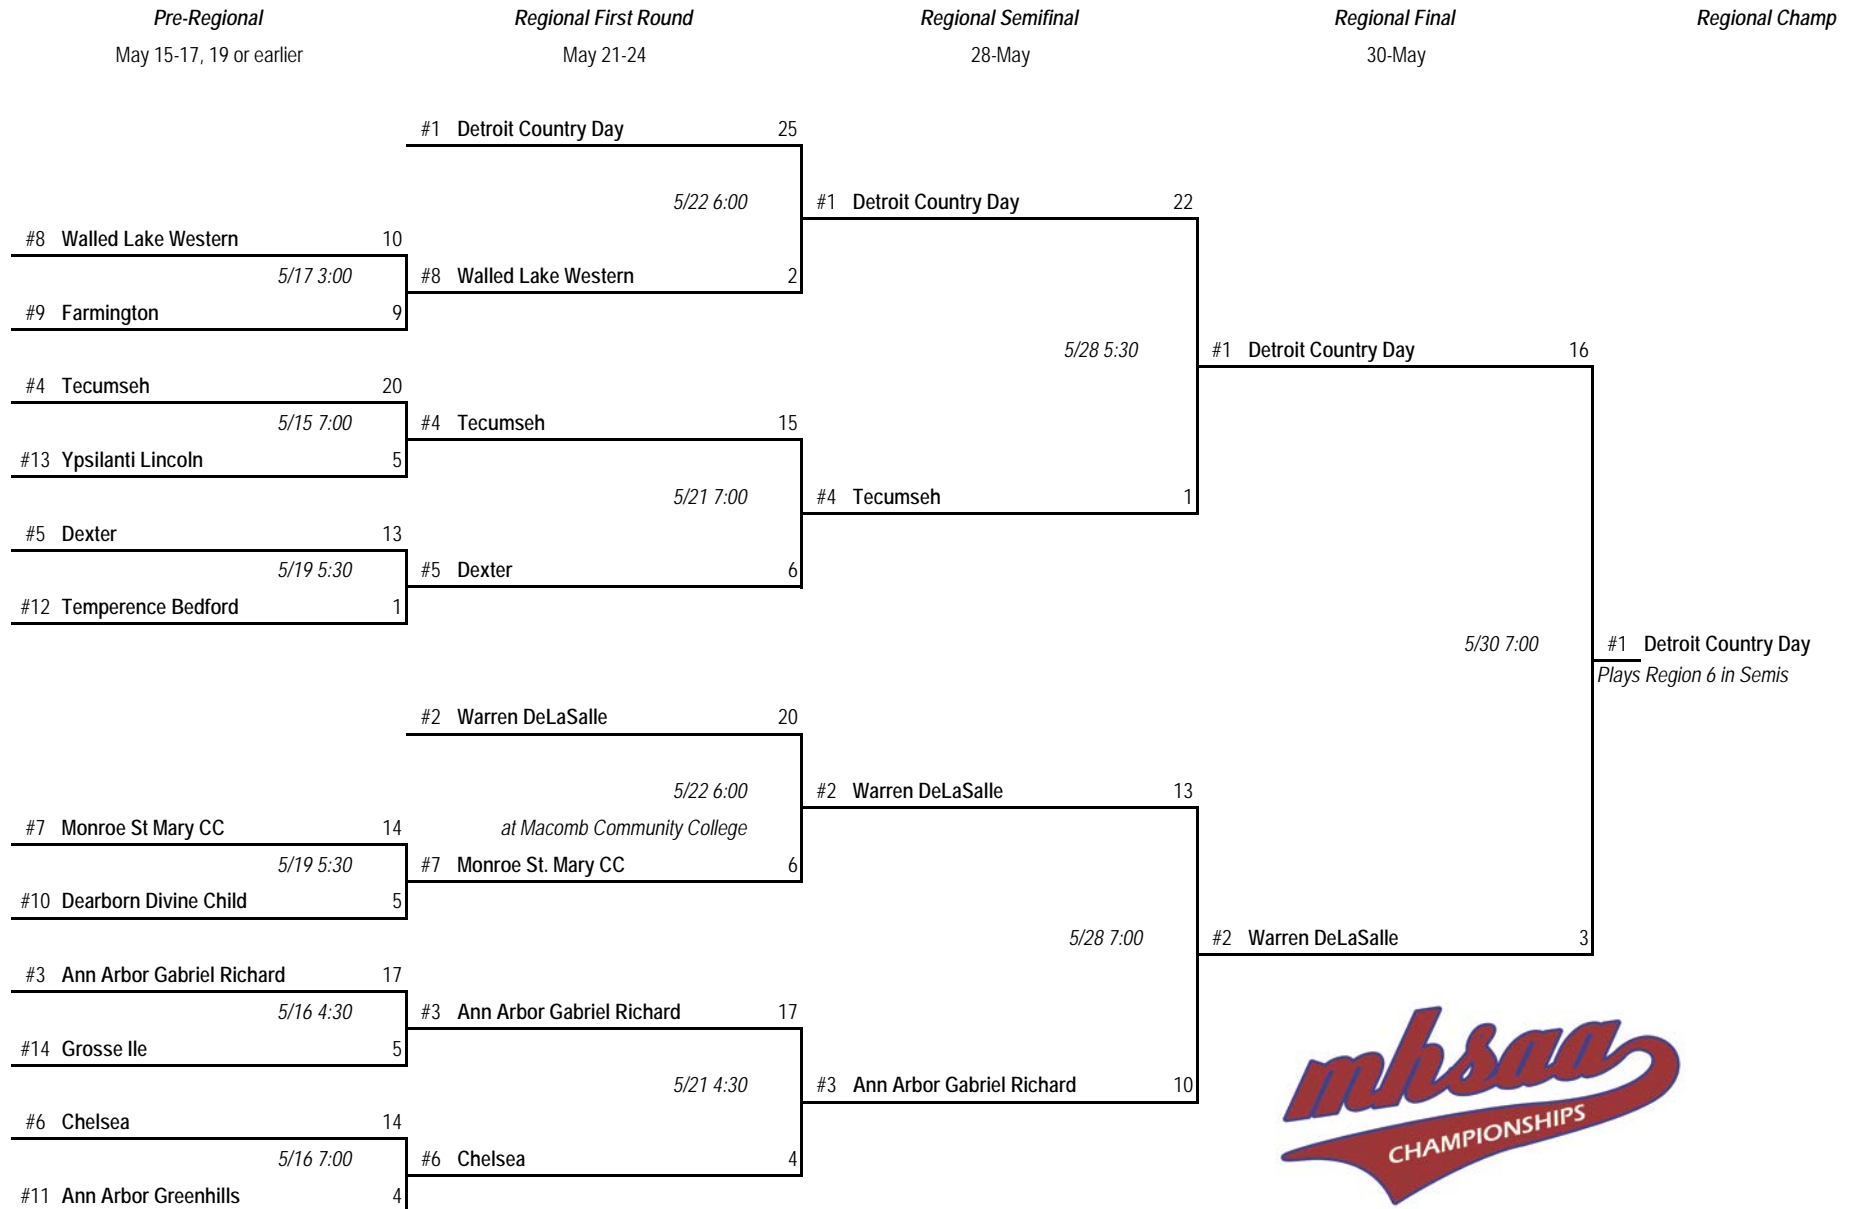 Pre-Regional Regional First Round Regional Semifinal Regional Final Regional Champ
May 15-17, 19 or earlier May 21-24 28-May 30-May
#1 Detroit Country Day 25
5/22 6:00 #1 Detroit Country Day 22
#8 Walled Lake Western 10
5/17 3:00 #8 Walled Lake Western 2
#9 Farmington 9
5/28 5:30 #1 Detroit Country Day 16
#4 Tecumseh 20
5/15 7:00 #4 Tecumseh 15
#13 Ypsilanti Lincoln 5
5/21 7:00 #4 Tecumseh 1
#5 Dexter 13
5/19 5:30 #5 Dexter 6
#12 Temperence Bedford 1
5/30 7:00 #1 Detroit Country Day
Plays Region 6 in Semis
#2 Warren DeLaSalle 20
5/22 6:00 #2 Warren DeLaSalle 13
#7 Monroe St Mary CC 14 at Macomb Community College
5/19 5:30 #7 Monroe St. Mary CC 6
#10 Dearborn Divine Child 5
5/28 7:00 #2 Warren DeLaSalle 3
#3 Ann Arbor Gabriel Richard 17
5/16 4:30 #3 Ann Arbor Gabriel Richard 17
#14 Grosse Ile 5
5/21 4:30 #3 Ann Arbor Gabriel Richard 10
#6 Chelsea 14
5/16 7:00 #6 Chelsea 4
#11 Ann Arbor Greenhills 4
mhsaa
CHAMPIONSHIPS